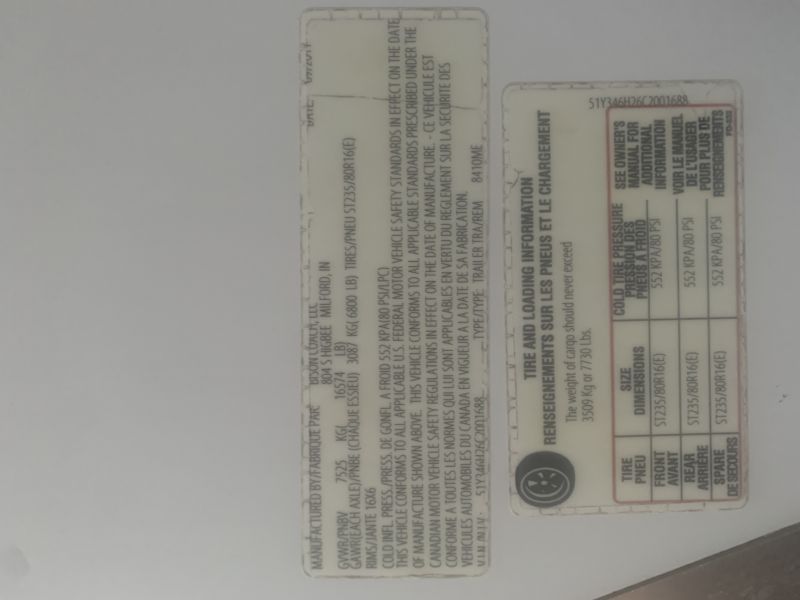 MANUFACTURED BY/FABRIQUE PAR BISON COACH, LLC DATE: 09/2011
804 S HIGBEE MILFORD, IN
GVWR/PNBV 7525 KG( 16574 LB)
GAWR(EACH AXLE)/PNBE (CHAQUE ESSIEU) 3087 KG( 6800 LB) TIRES/PNEU ST235/80R16(E)
RIMS/JANTE 16X6
COLD INFL. PRESS./PRESS. DE GONFL. A FROID 552 KPA(80 PSI/LPC)
THIS VEHICLE CONFORMS TO ALL APPLICABLE U.S. FEDERAL MOTOR VEHICLE SAFETY STANDARDS IN EFFECT ON THE DATE
OF MANUFACTURE SHOWN ABOVE. THIS VEHICLE CONFORMS TO ALL APPLICABLE STANDARDS PRESCRIBED UNDER THE
CANADIAN MOTOR VEHICLE SAFETY REGULATIONS IN EFFECT ON THE DATE OF MANUFACTURE. - CE VEHICULE EST
CONFORME A TOUTES LES NORMES QUI LUI SONT APPLICABLES EN VERTU DU REGLEMENT SUR LA SECURITE DES
VEHICULES AUTOMOBILES DU CANADA EN VIGUEUR A LA DATE DE SA FABRICATION.
V.I.N./N.I.V.: 51Y346H26C2001688 TYPE/TYPE: TRAILER TRA/REM 8410ME
51Y346H26C2001688
TIRE AND LOADING INFORMATION
RENSEIGNEMENTS SUR LES PNEUS ET LE CHARGEMENT
The weight of cargo should never exceed
3509 Kg or 7730 Lbs.
TIRE PNEU SIZE DIMENSIONS COLD TIRE PRESSURE PRESSION DES PNEUS À FROID
FRONT AVANT ST235/80R16(E) 552 KPA/80 PSI
REAR ARRIÈRE ST235/80R16(E) 552 KPA/80 PSI
SPARE DE SECOURS ST235/80R16(E) 552 KPA/80 PSI
SEE OWNER'S
MANUAL FOR
ADDITIONAL
INFORMATION
VOIR LE MANUEL
DE L'USAGER
POUR PLUS DE
RENSEIGNEMENTS